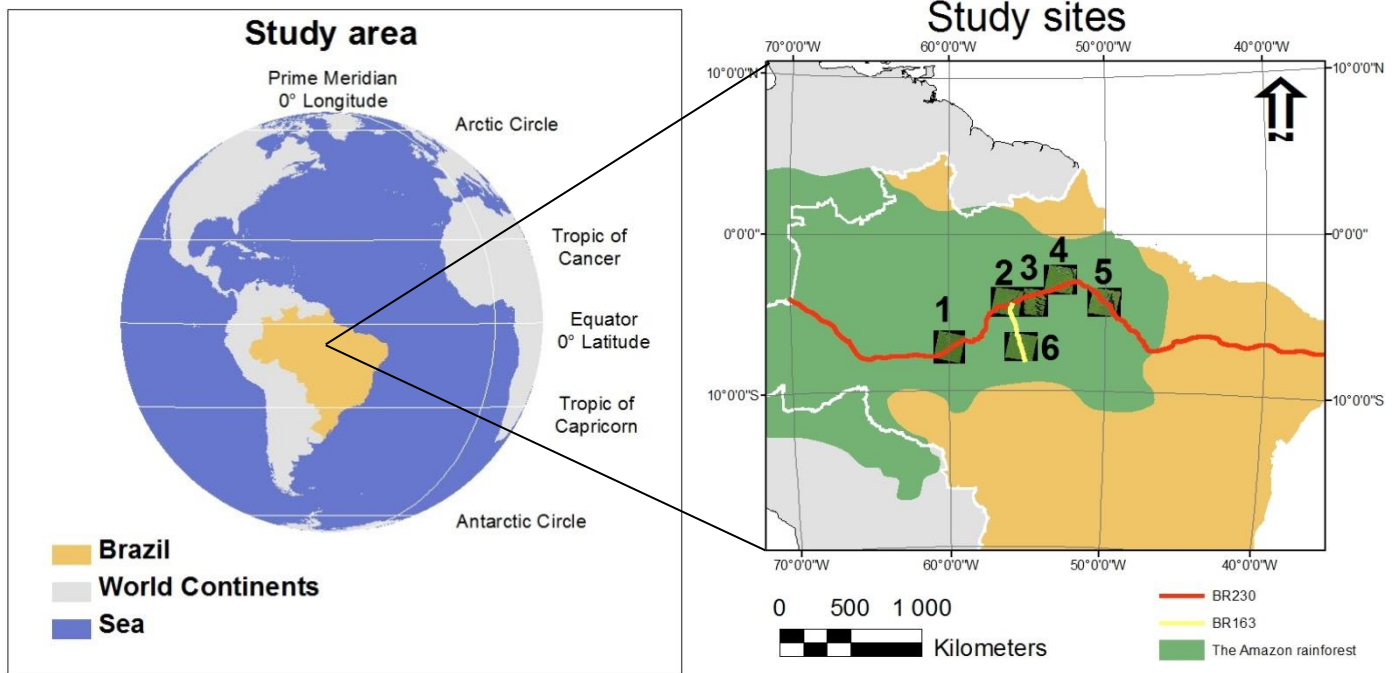 Study area
Prime Meridian
0° Longitude
Arctic Circle
Tropic of
Cancer
Equator
0° Latitude
Tropic of
Capricorn
Antarctic Circle
Brazil
World Continents
Sea
Study sites
70°0'0"W 60°0'0"W 50°0'0"W 40°0'0"W
10°0'0"N 10°0'0"N
N
0°0'0" 0°0'0"
4
2 3 5
1
6
10°0'0"S 10°0'0"S
70°0'0"W 60°0'0"W 50°0'0"W 40°0'0"W
0 500 1 000
Kilometers
BR230
BR163
The Amazon rainforest